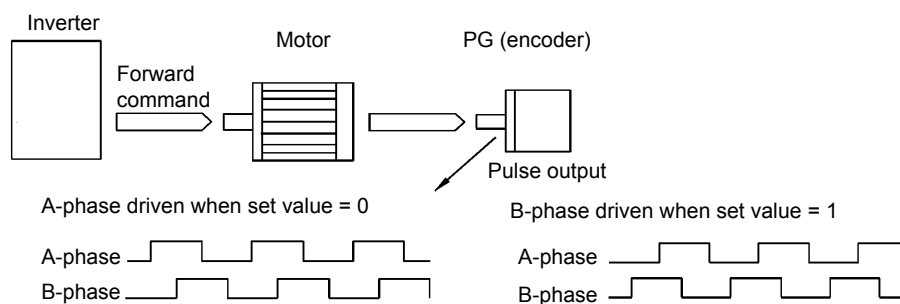 Inverter
Motor
PG (encoder)
Forward
command
Pulse output
A-phase driven when set value = 0
B-phase driven when set value = 1
A-phase
B-phase
A-phase
B-phase